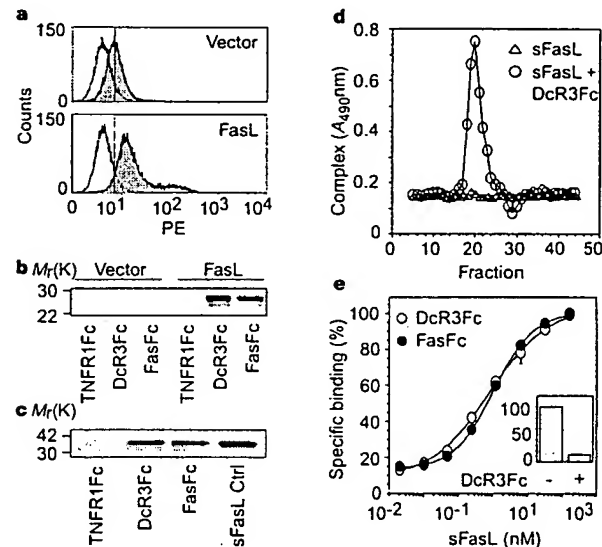 a
150
Vector
0
Counts
150
FasL
0
0 10¹ 10² 10³ 10⁴
PE
b Mr(K) Vector FasL
30
22
TNFR1Fc
DcR3Fc
FasFc
TNFR1Fc
DcR3Fc
FasFc
c Mr(K)
42
30
TNFR1Fc
DcR3Fc
FasFc
sFasL Ctrl
d
Complex (A490nm)
0.8
0.6
0.4
0.2
0
sFasL
sFasL +
DcR3Fc
0 10 20 30 40 50
Fraction
e
Specific binding (%)
100
80
60
40
20
0
DcR3Fc
FasFc
100
50
0
DcR3Fc - +
10⁻² 10⁻¹ 10¹ 10³
sFasL (nM)